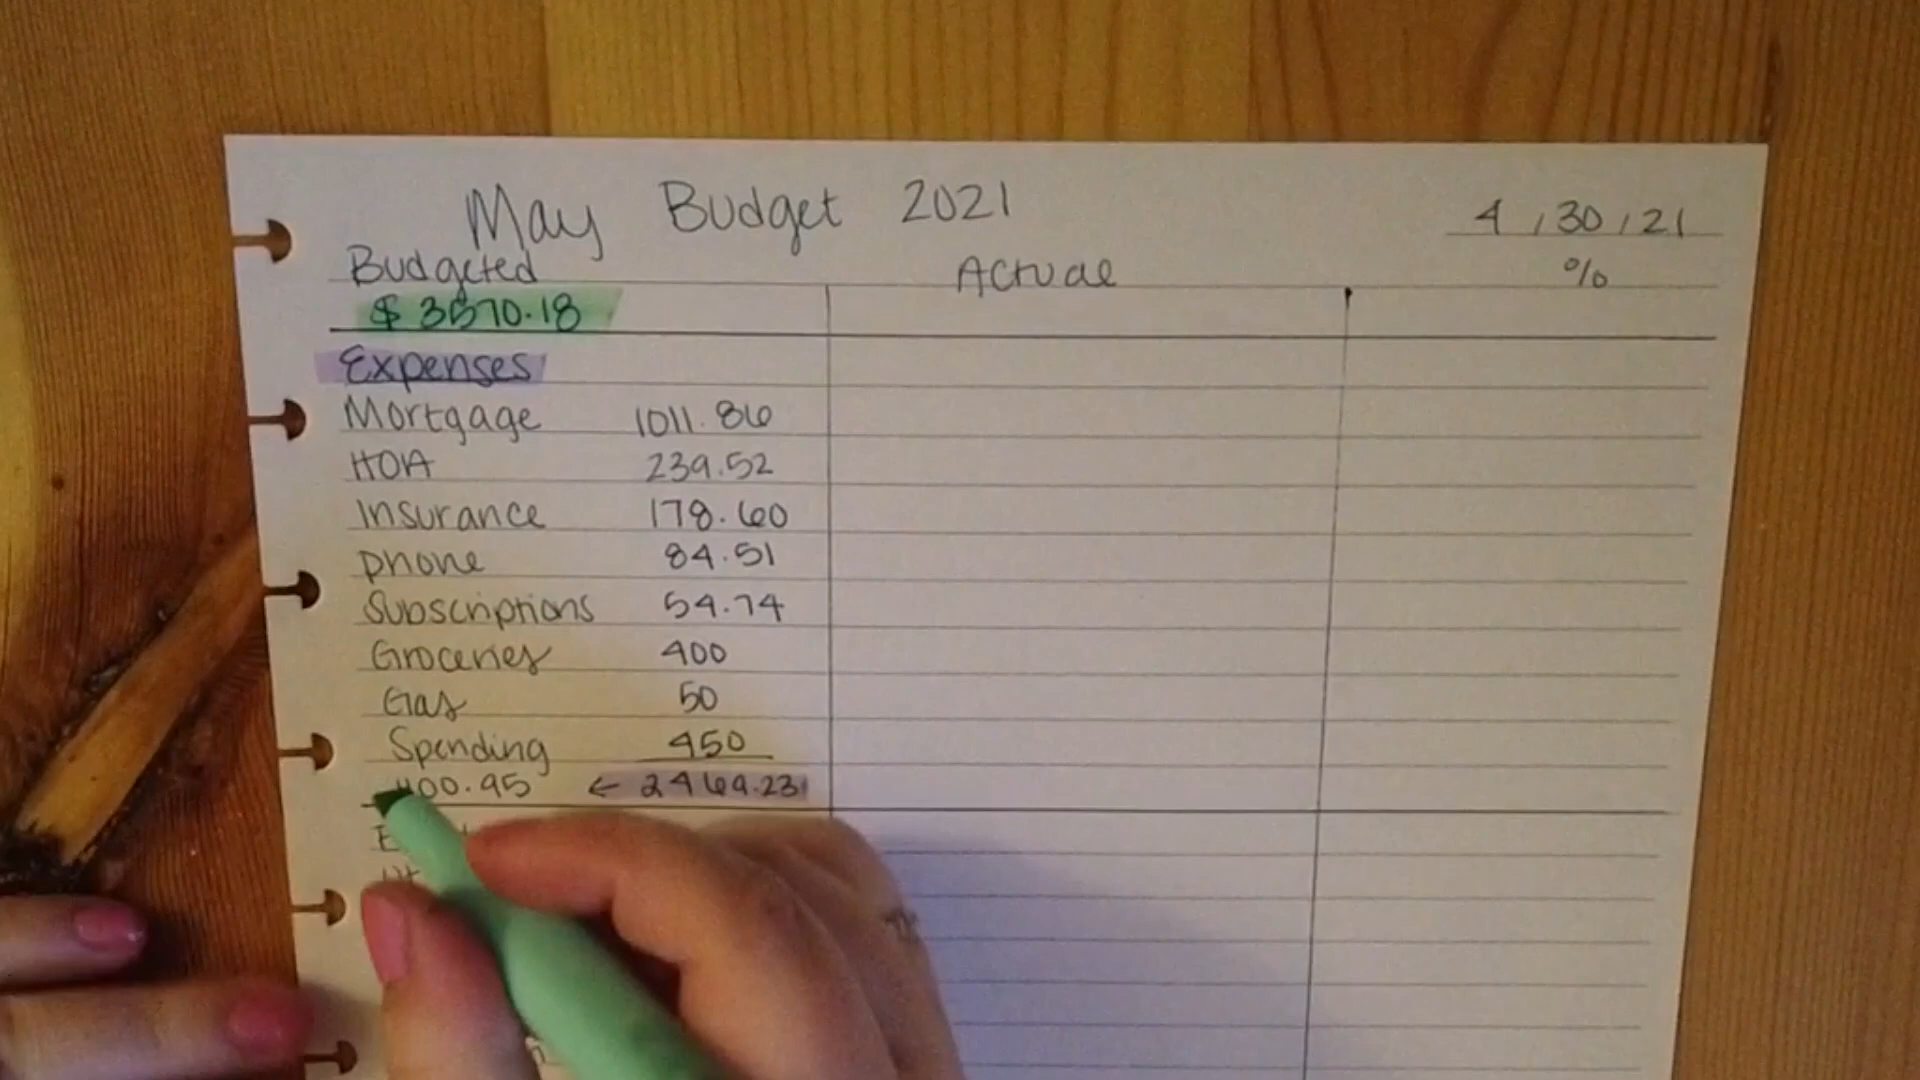 May Budget 2021
4/30/21
Budgeted Actual %
$ 3570.18
Expenses
Mortgage 1011.86
HOA 239.52
Insurance 178.60
phone 84.51
Subscriptions 54.74
Groceries 400
Gas 50
Spending 450
1100.95 ← 2469.23